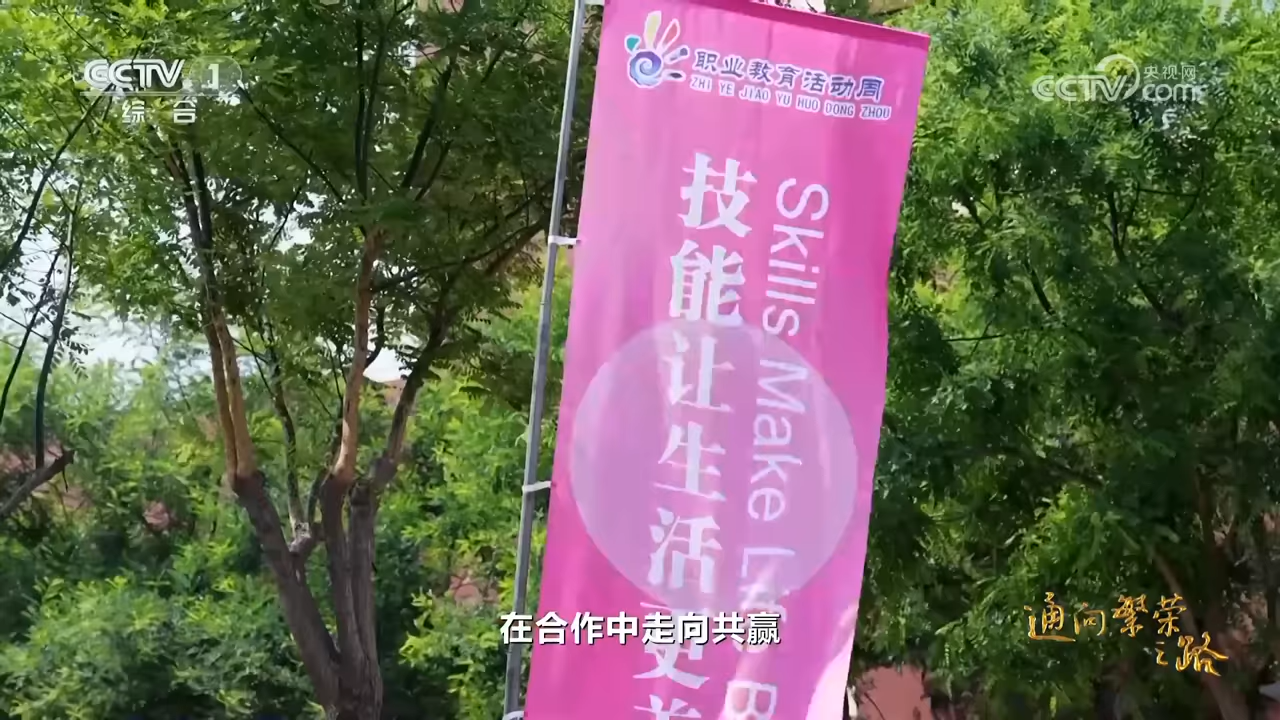 CCTV 1
综合
央视网
CCTV.com
职业教育活动周
ZHI YE JIAO YU HUO DONG ZHOU
技能让生活更
Skills Make
在合作中走向共赢
通向繁荣
之路